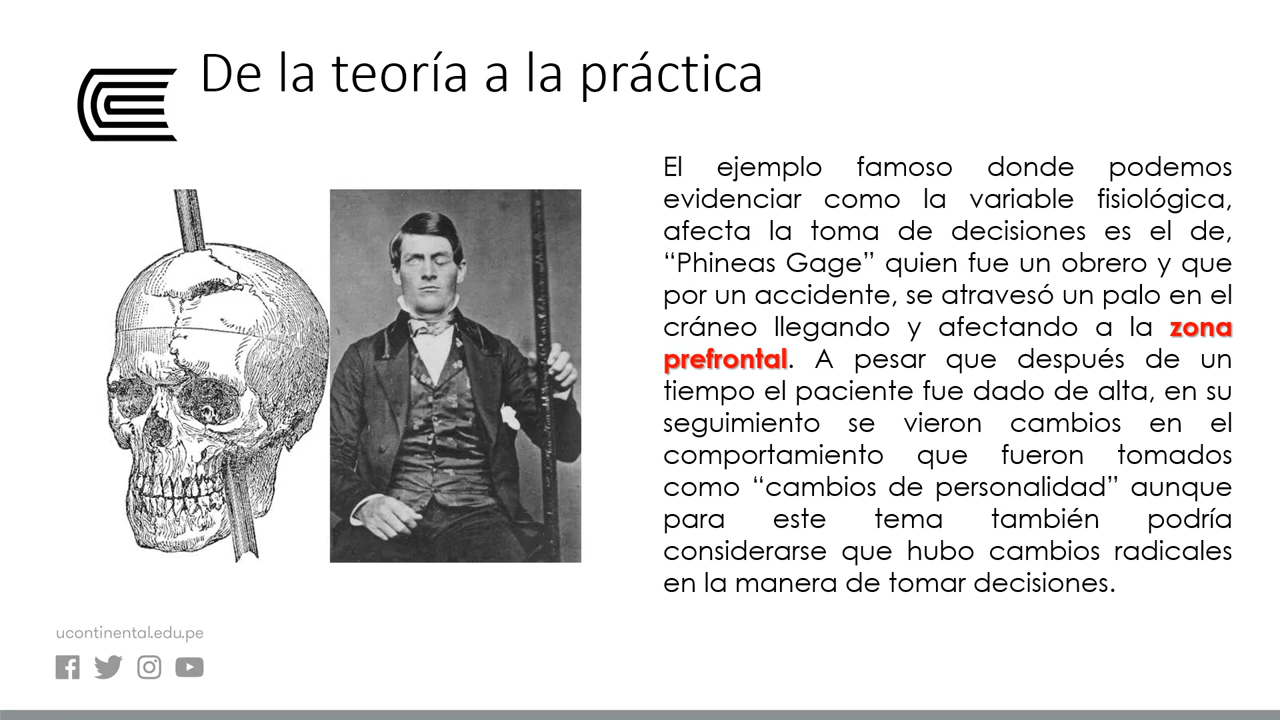 De la teoría a la práctica
El ejemplo famoso donde podemos
evidenciar como la variable fisiológica,
afecta la toma de decisiones es el de,
“Phineas Gage” quien fue un obrero y que
por un accidente, se atravesó un palo en el
cráneo llegando y afectando a la zona
prefrontal. A pesar que después de un
tiempo el paciente fue dado de alta, en su
seguimiento se vieron cambios en el
comportamiento que fueron tomados
como “cambios de personalidad” aunque
para este tema también podría
considerarse que hubo cambios radicales
en la manera de tomar decisiones.
ucontinental.edu.pe